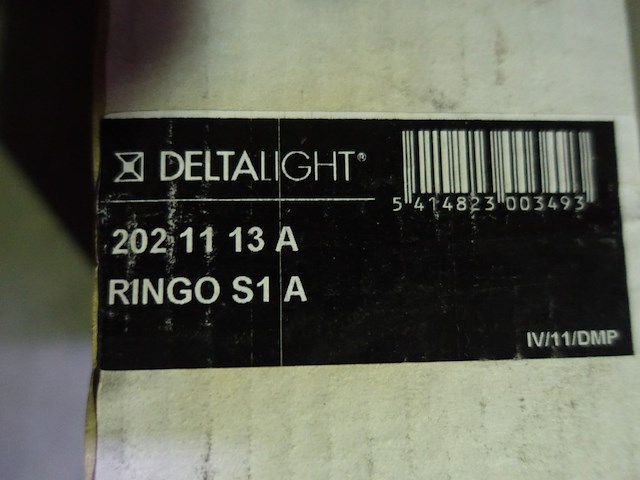 DELTALIGHT®
5 414823 003493
202 11 13 A
RINGO S1 A
IV/11/DMP